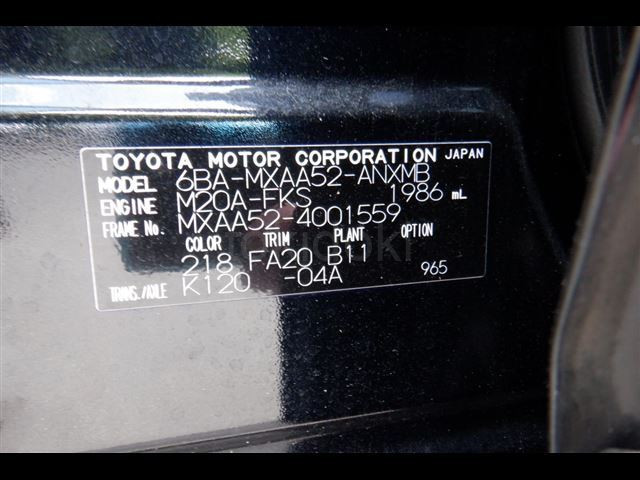 TOYOTA MOTOR CORPORATION JAPAN
MODEL 6BA-MXAA52-ANXMB
ENGINE M20A-FKS 1986 mL
FRAME No. MXAA52-4001559
COLOR TRIM PLANT OPTION
218 FA20 B11
TRANS./AXLE K120 -04A 965